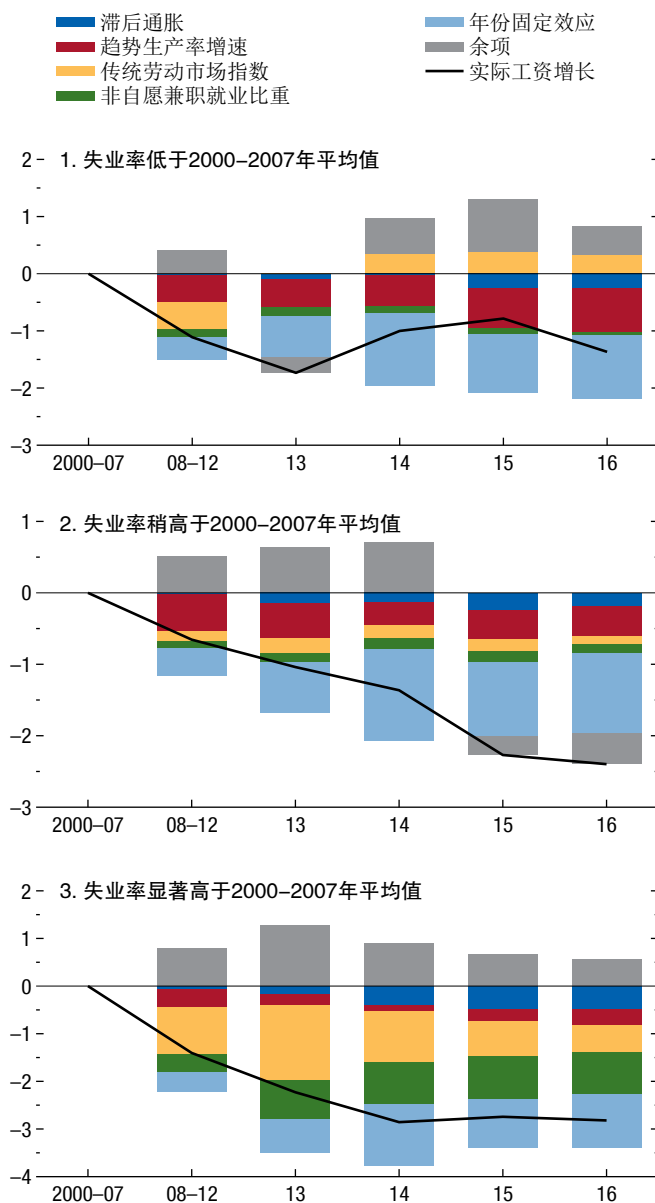 滞后通胀
趋势生产率增速
传统劳动市场指数
非自愿兼职就业比重
年份固定效应
余项
实际工资增长
1. 失业率低于2000–2007年平均值
2
1
0
–1
–2
–3
2000–07 08–12 13 14 15 16
2. 失业率稍高于2000–2007年平均值
1
0
–1
–2
–3
2000–07 08–12 13 14 15 16
3. 失业率显著高于2000–2007年平均值
2
1
0
–1
–2
–3
–4
2000–07 08–12 13 14 15 16